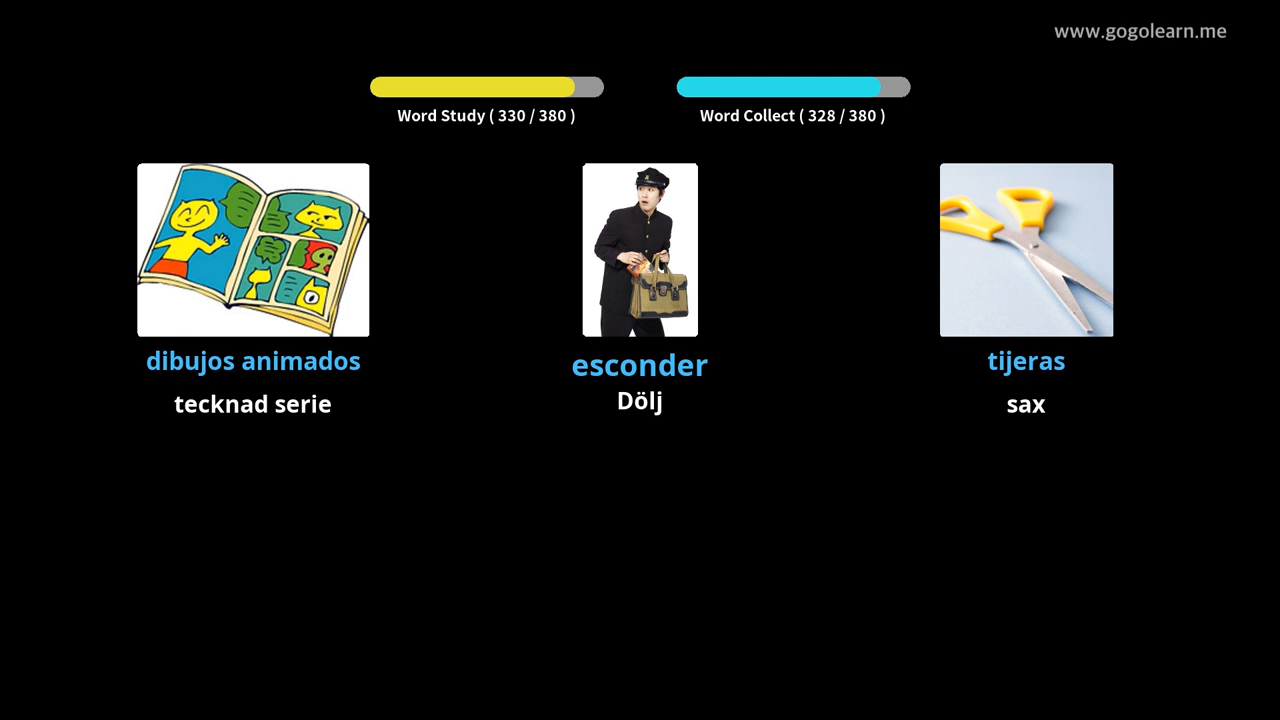 www.gogolearn.me
Word Study ( 330 / 380 )
Word Collect ( 328 / 380 )
dibujos animados
tecknad serie
esconder
Dölj
tijeras
sax